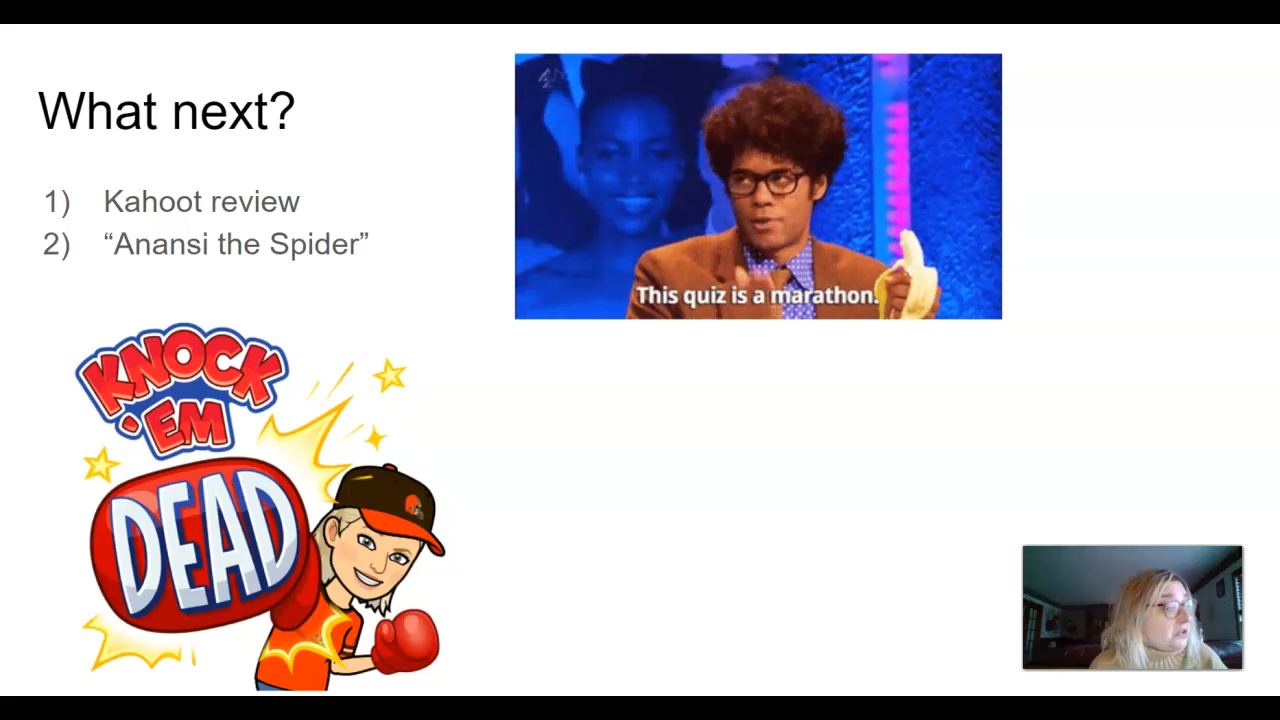 What next?
1) Kahoot review
2) “Anansi the Spider”
This quiz is a marathon.
KNOCK
'EM
DEAD